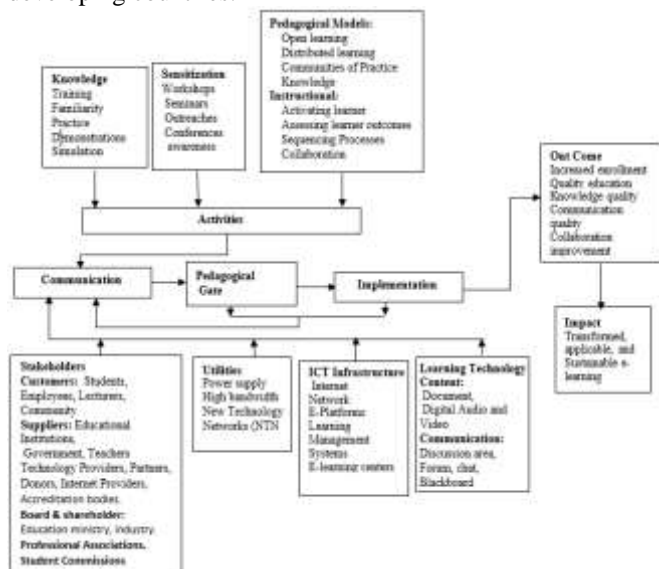 developing countries.
Pedagogical Models:
Open learning
Distributed learning
Communities of Practice
Knowledge
Instructional:
Activating learner
Assessing learner outcomes
Sequencing Processes
Collaboration
Sensitization
Workshops
Seminars
Outreaches
Conferences
awareness
Knowledge
Training
Familiarity
Practice
Demonstrations
Simulation
Activities
Out Come
Increased enrollment
Quality education
Knowledge quality
Communication
quality
Collaboration
improvement
Communication
Pedagogical
Gate
Implementation
Impact
Transformed,
applicable, and
Sustainable e-
learning
Stakeholders
Customers: Students,
Employees, Lecturers,
Community
Suppliers: Educational
Institutions,
Government, Teachers
Technology Providers, Partners,
Donors, Internet Providers,
Accreditation bodies.
Board & shareholder:
Education ministry, industry.
Professional Associations,
Student Commissions
Utilities
Power supply
High bandwidth
New Technology
Networks (NTN
ICT Infrastructure
Internet
Network
E-Platforms
Learning
Management
Systems
E-learning centers
Learning Technology
Content:
Document,
Digital Audio and
Video
Communication:
Discussion area,
Forum, chat,
Blackboard